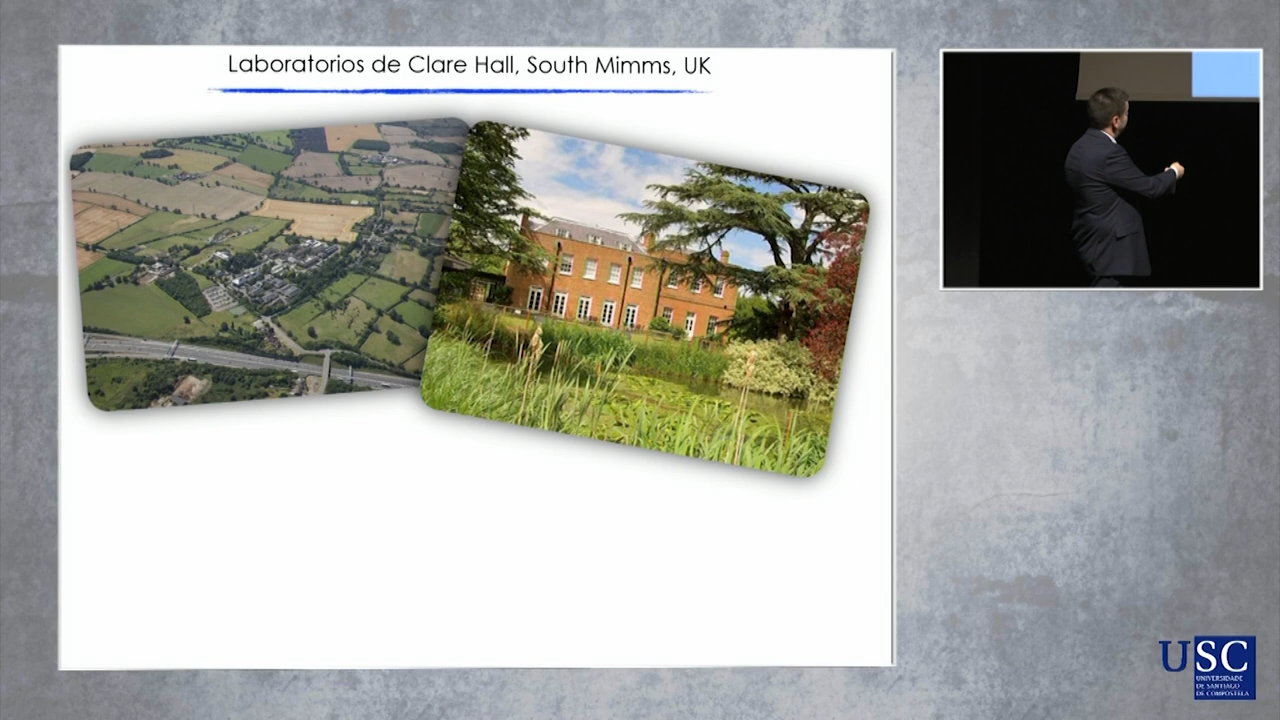 Laboratorios de Clare Hall, South Mimms, UK
USC
UNIVERSIDADE
DE SANTIAGO
DE COMPOSTELA